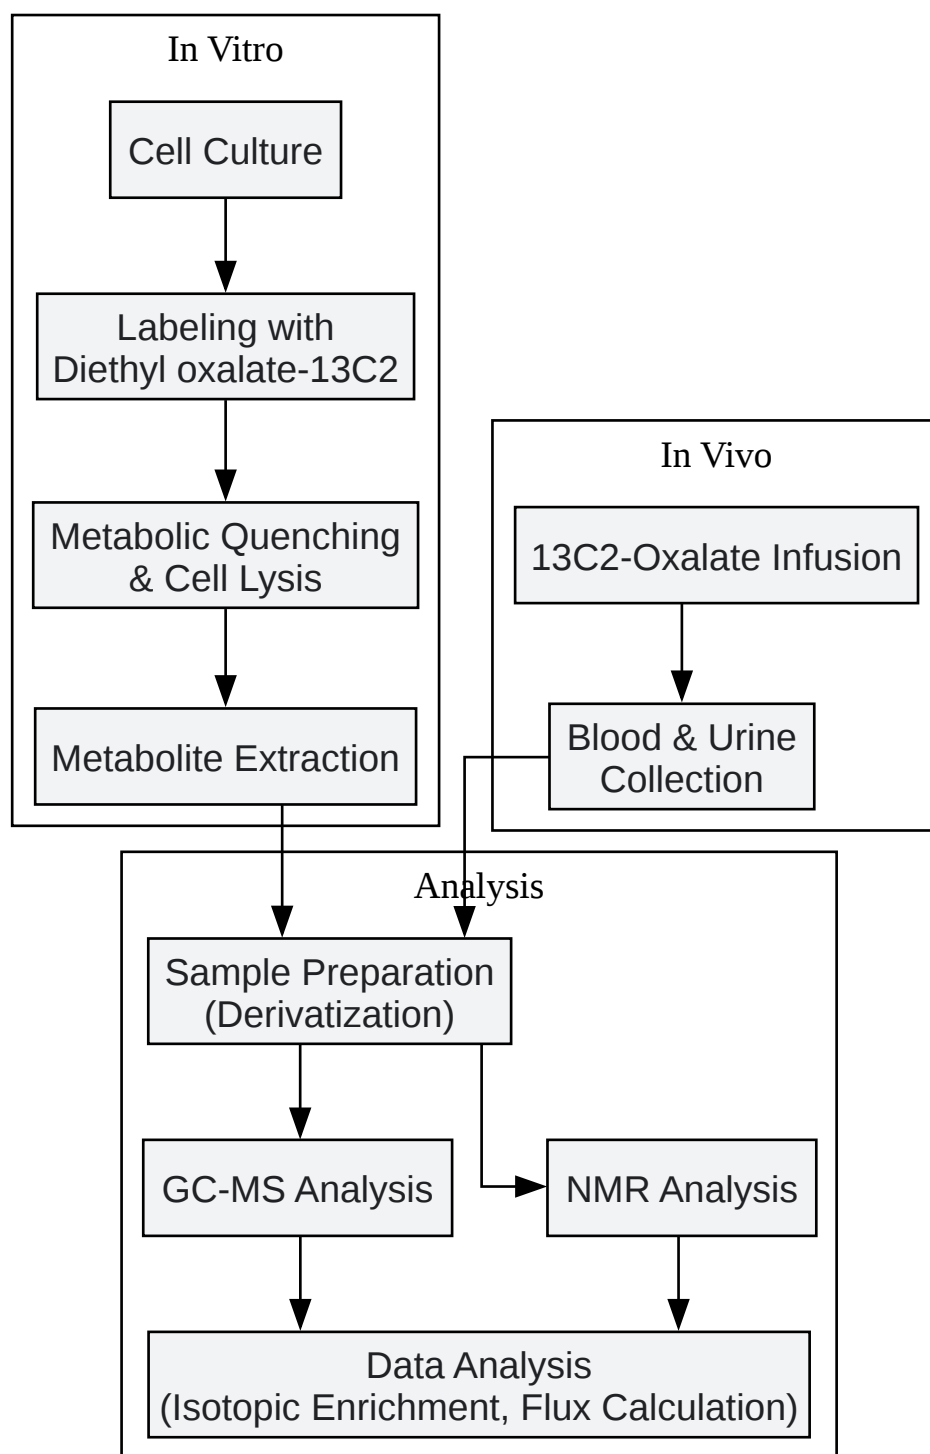 In Vitro
Cell Culture
Labeling with
Diethyl oxalate-13C2
Metabolic Quenching
& Cell Lysis
Metabolite Extraction
In Vivo
13C2-Oxalate Infusion
Blood & Urine
Collection
Analysis
Sample Preparation
(Derivatization)
GC-MS Analysis
NMR Analysis
Data Analysis
(Isotopic Enrichment, Flux Calculation)